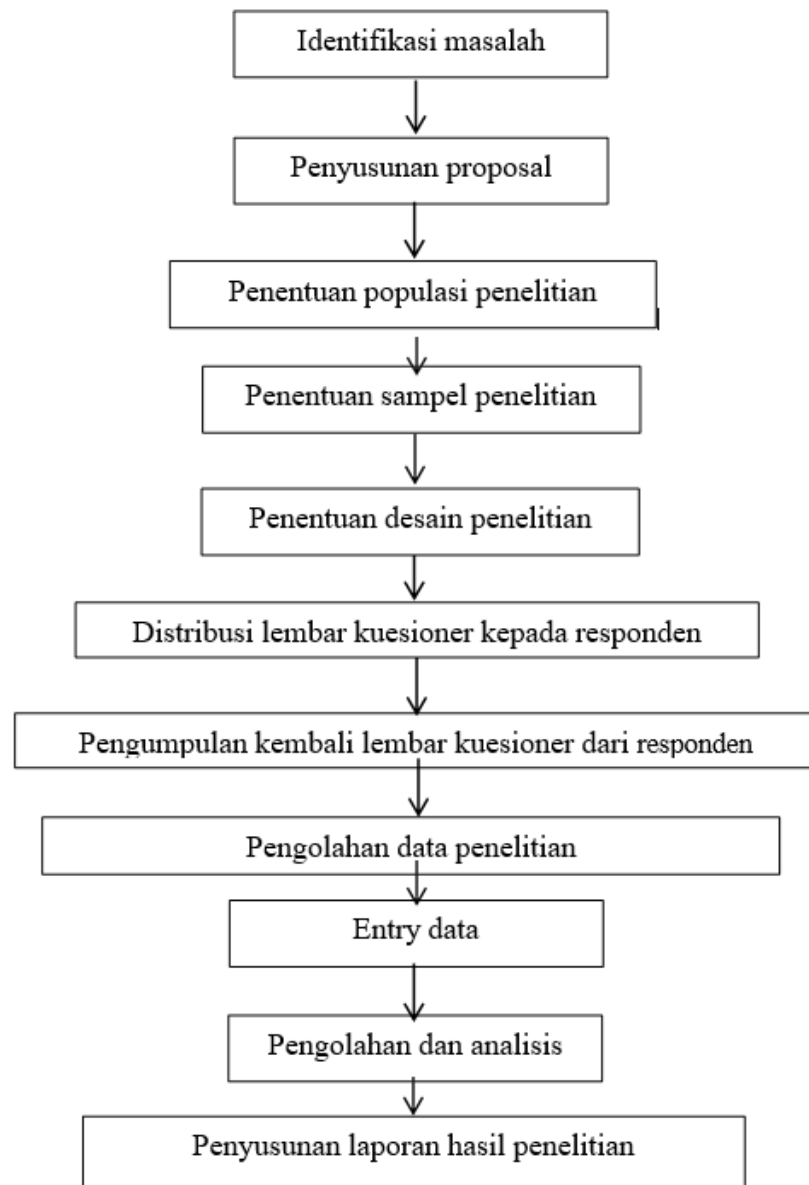 Identifikasi masalah
Penyusunan proposal
Penentuan populasi penelitian
Penentuan sampel penelitian
Penentuan desain penelitian
Distribusi lembar kuesioner kepada responden
Pengumpulan kembali lembar kuesioner dari responden
Pengolahan data penelitian
Entry data
Pengolahan dan analisis
Penyusunan laporan hasil penelitian